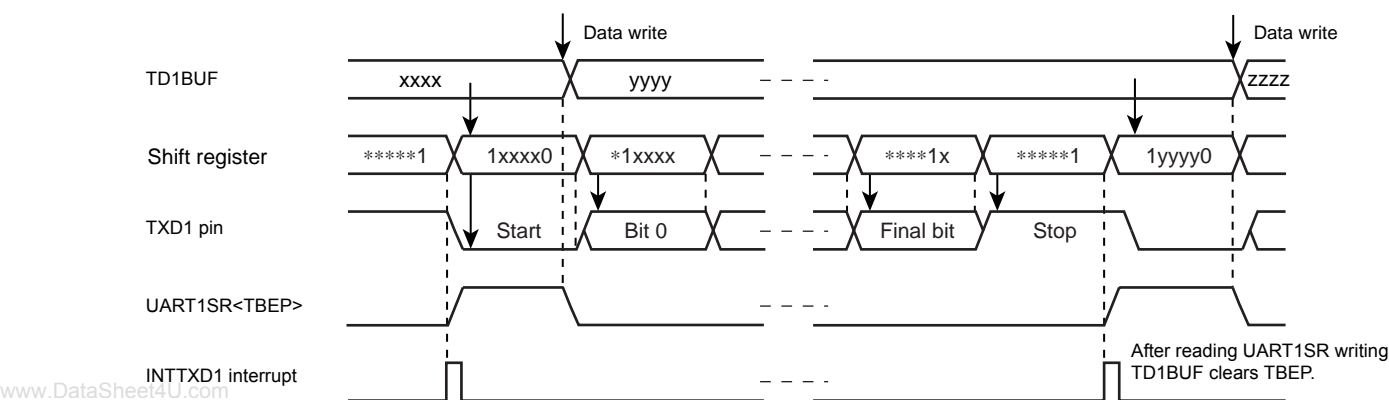 Data write
Data write
TD1BUF
xxxx
yyyy
zzzz
Shift register
*****1
1xxxx0
*1xxxx
****1x
*****1
1yyyy0
TXD1 pin
Start
Bit 0
Final bit
Stop
UART1SR<TBEP>
After reading UART1SR writing
TD1BUF clears TBEP.
INTTXD1 interrupt
www.DataSheet4U.com